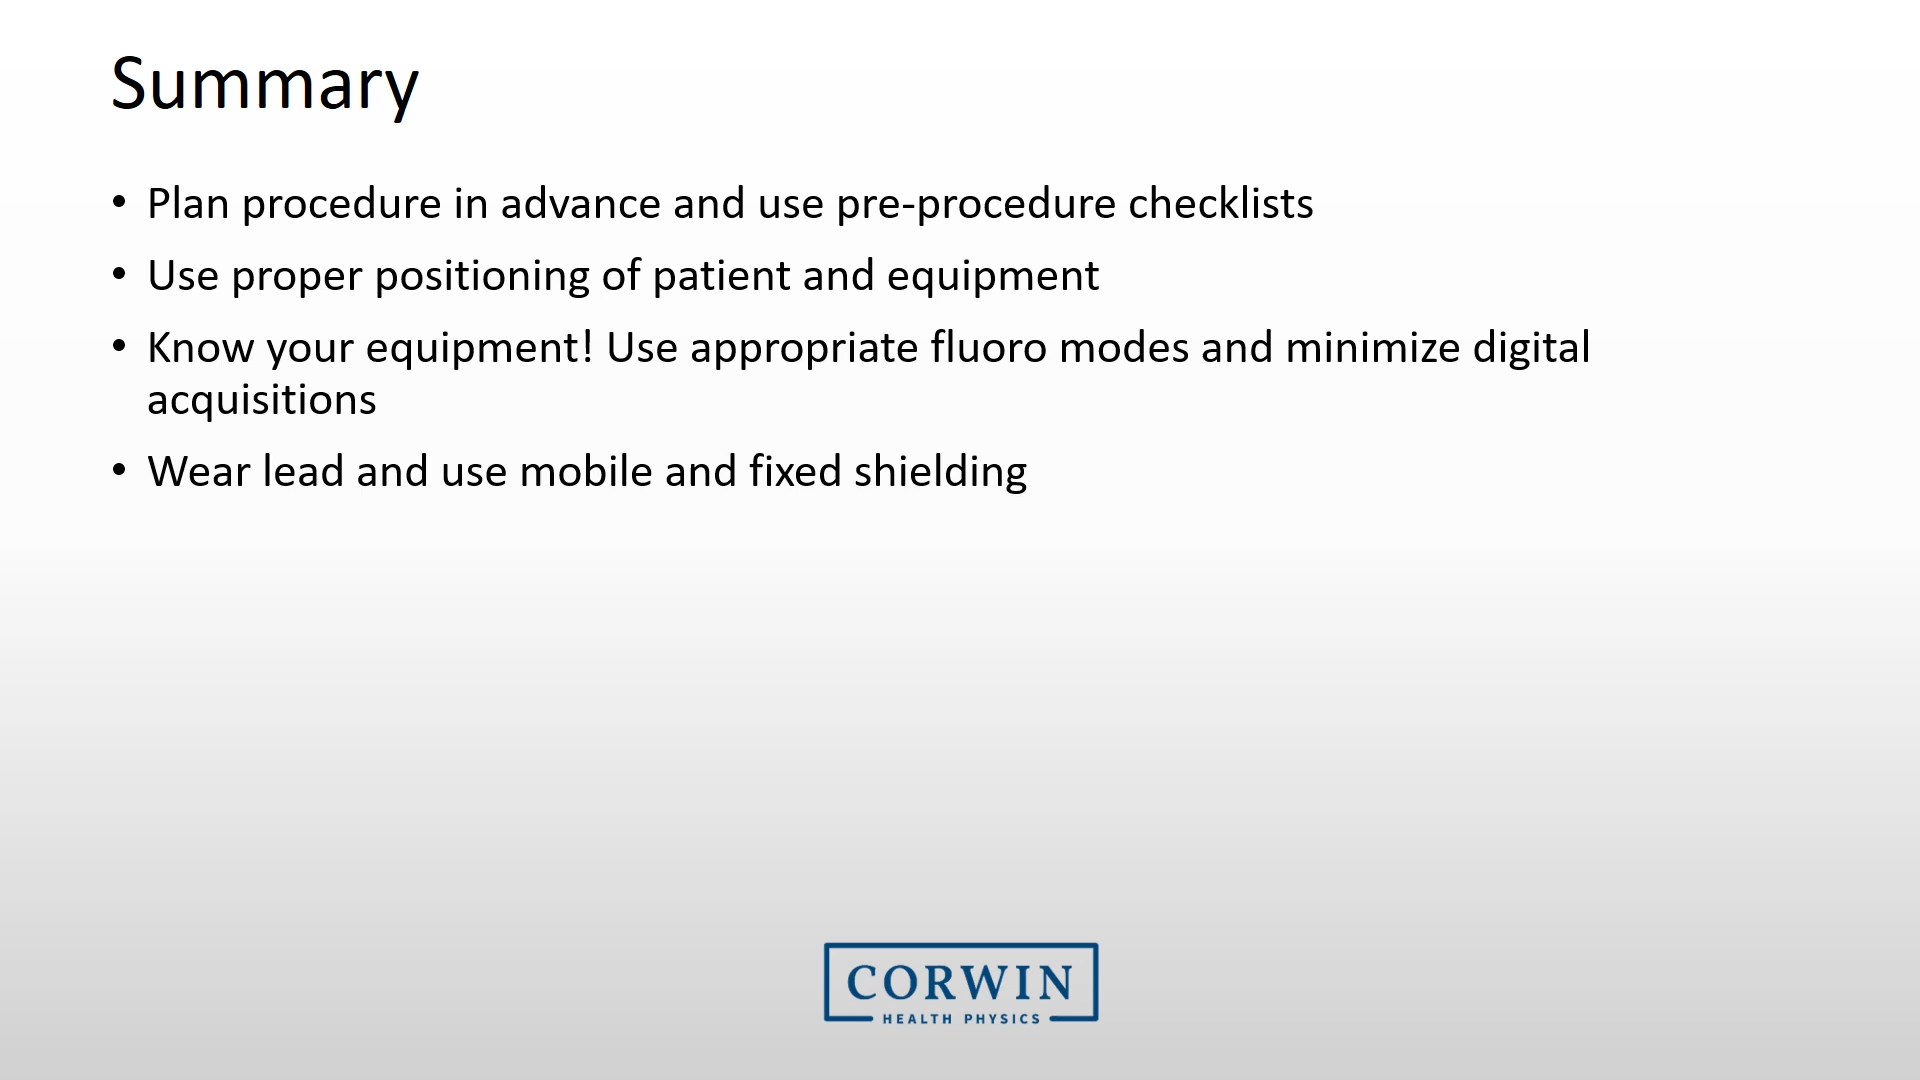 Summary
• Plan procedure in advance and use pre-procedure checklists
• Use proper positioning of patient and equipment
• Know your equipment! Use appropriate fluoro modes and minimize digital
acquisitions
• Wear lead and use mobile and fixed shielding
CORWIN
HEALTH PHYSICS